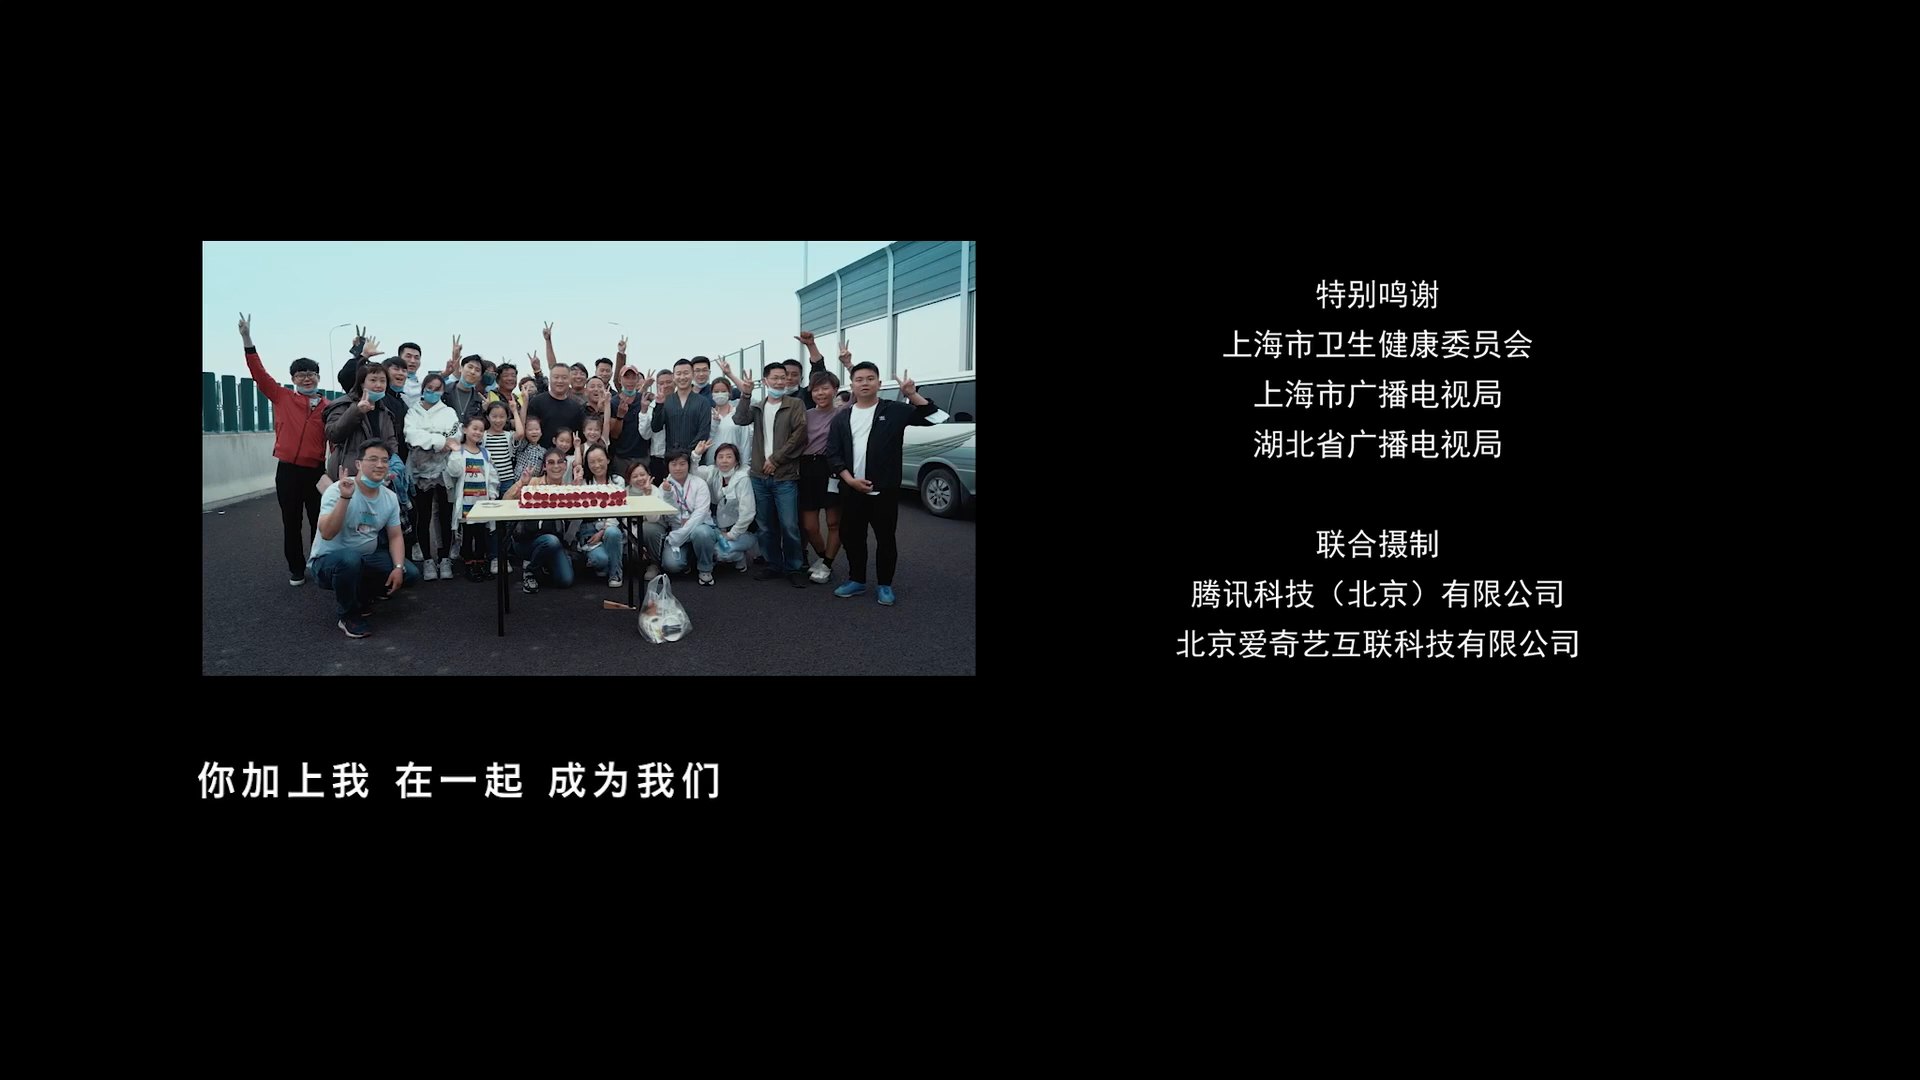 特别鸣谢
上海市卫生健康委员会
上海市广播电视局
湖北省广播电视局
联合摄制
腾讯科技（北京）有限公司
北京爱奇艺互联科技有限公司
你加上我 在一起 成为我们